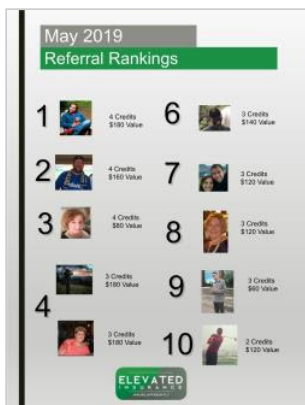 May 2019
Referral Rankings
1
4 Credits
$180 Value
2
4 Credits
$160 Value
3
4 Credits
$80 Value
4
3 Credits
$180 Value
3 Credits
$180 Value
6
3 Credits
$140 Value
7
3 Credits
$120 Value
8
3 Credits
$120 Value
9
3 Credits
$60 Value
10
2 Credits
$120 Value
ELEVATED
INSURANCE